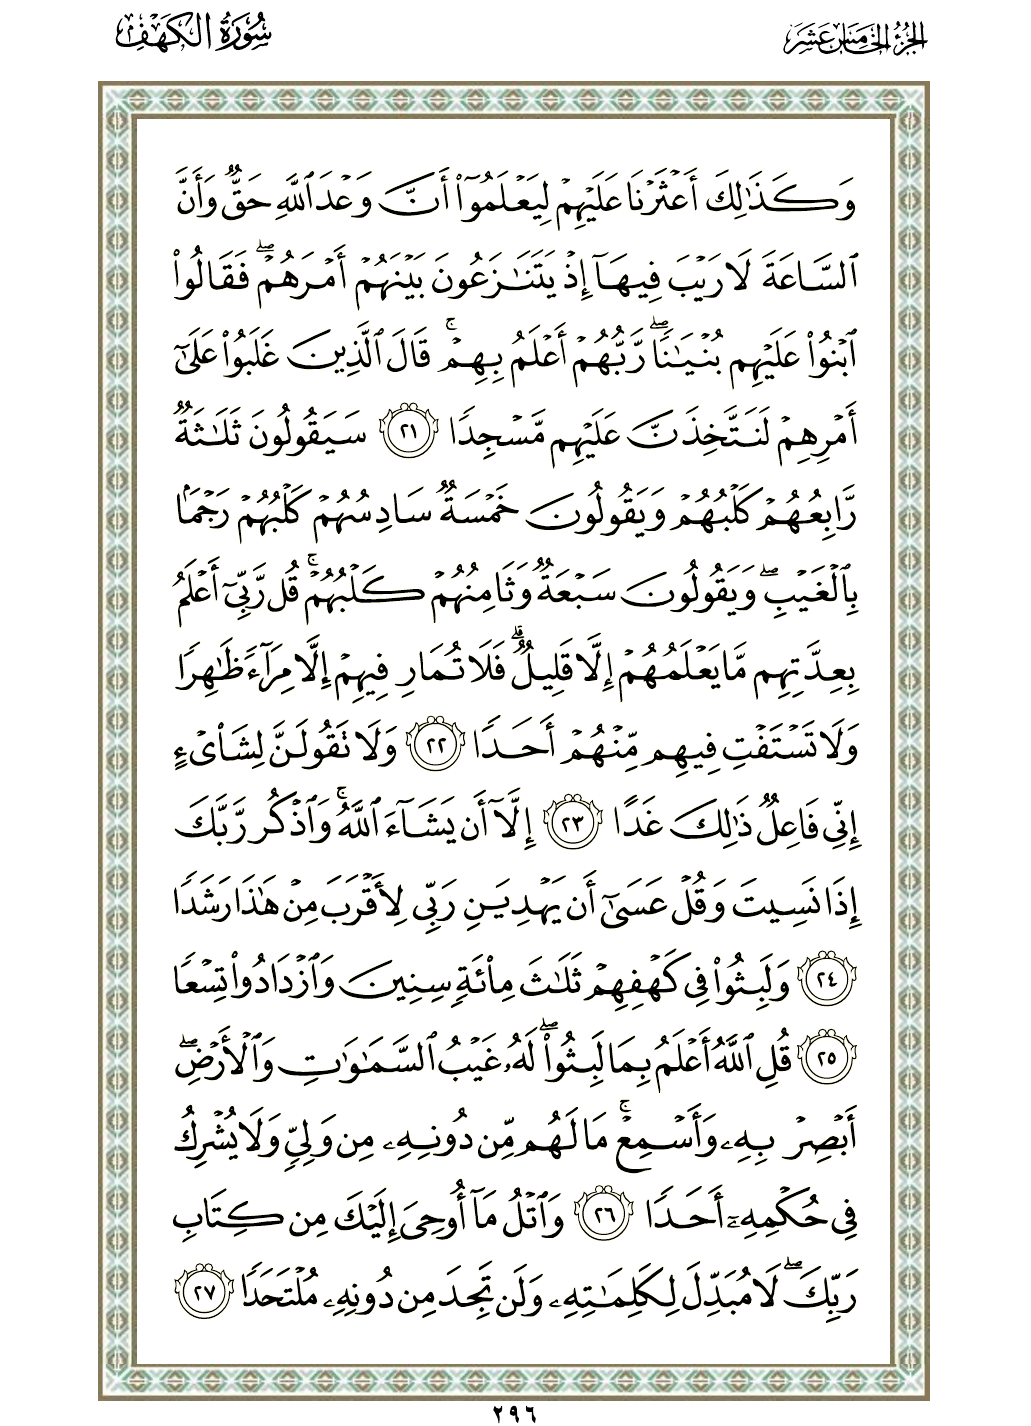 الجزء الخامس عشر
سورة الكهف
وَكَذَٰلِكَ أَعْثَرْنَا عَلَيْهِمْ لِيَعْلَمُوٓا۟ أَنَّ وَعْدَ ٱللَّهِ حَقٌّ وَأَنَّ
ٱلسَّاعَةَ لَا رَيْبَ فِيهَآ إِذْ يَتَنَٰزَعُونَ بَيْنَهُمْ أَمْرَهُمْ ۖ فَقَالُوا۟
ٱبْنُوا۟ عَلَيْهِم بُنْيَٰنًا ۖ رَّبُّهُمْ أَعْلَمُ بِهِمْ ۚ قَالَ ٱلَّذِينَ غَلَبُوا۟ عَلَىٰٓ
أَمْرِهِمْ لَنَتَّخِذَنَّ عَلَيْهِم مَّسْجِدًا ٢١ سَيَقُولُونَ ثَلَٰثَةٌ
رَّابِعُهُمْ كَلْبُهُمْ وَيَقُولُونَ خَمْسَةٌ سَادِسُهُمْ كَلْبُهُمْ رَجْمًۢا
بِٱلْغَيْبِ ۖ وَيَقُولُونَ سَبْعَةٌ وَثَامِنُهُمْ كَلْبُهُمْ ۚ قُل رَّبِّىٓ أَعْلَمُ
بِعِدَّتِهِم مَّا يَعْلَمُهُمْ إِلَّا قَلِيلٌ ۗ فَلَا تُمَارِ فِيهِمْ إِلَّا مِرَآءً ظَٰهِرًا
وَلَا تَسْتَفْتِ فِيهِم مِّنْهُمْ أَحَدًا ٢٢ وَلَا تَقُولَنَّ لِشَا۟ىْءٍ
إِنِّى فَاعِلٌ ذَٰلِكَ غَدًا ٢٣ إِلَّآ أَن يَشَآءَ ٱللَّهُ ۚ وَٱذْكُر رَّبَّكَ
إِذَا نَسِيتَ وَقُلْ عَسَىٰٓ أَن يَهْدِيَنِ رَبِّى لِأَقْرَبَ مِنْ هَٰذَا رَشَدًا
٢٤ وَلَبِثُوا۟ فِى كَهْفِهِمْ ثَلَٰثَ مِا۟ئَةٍ سِنِينَ وَٱزْدَادُوا۟ تِسْعًا
٢٥ قُلِ ٱللَّهُ أَعْلَمُ بِمَا لَبِثُوا۟ ۖ لَهُۥ غَيْبُ ٱلسَّمَٰوَٰتِ وَٱلْأَرْضِ ۖ
أَبْصِرْ بِهِۦ وَأَسْمِعْ ۚ مَا لَهُم مِّن دُونِهِۦ مِن وَلِىٍّ وَلَا يُشْرِكُ
فِى حُكْمِهِۦٓ أَحَدًا ٢٦ وَٱتْلُ مَآ أُوحِىَ إِلَيْكَ مِن كِتَابِ
رَبِّكَ ۖ لَا مُبَدِّلَ لِكَلِمَٰتِهِۦ وَلَن تَجِدَ مِن دُونِهِۦ مُلْتَحَدًا ٢٧
٢٩٦